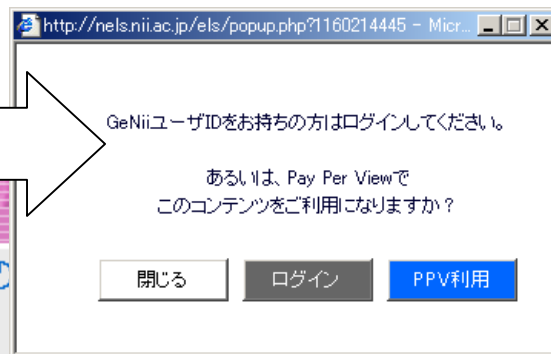 http://nels.nii.ac.jp/els/popup.php?1160214445 - Micr...
GeNiiユーザIDをお持ちの方はログインしてください。
あるいは、Pay Per Viewで
このコンテンツをご利用になりますか？
閉じる
ログイン
PPV利用